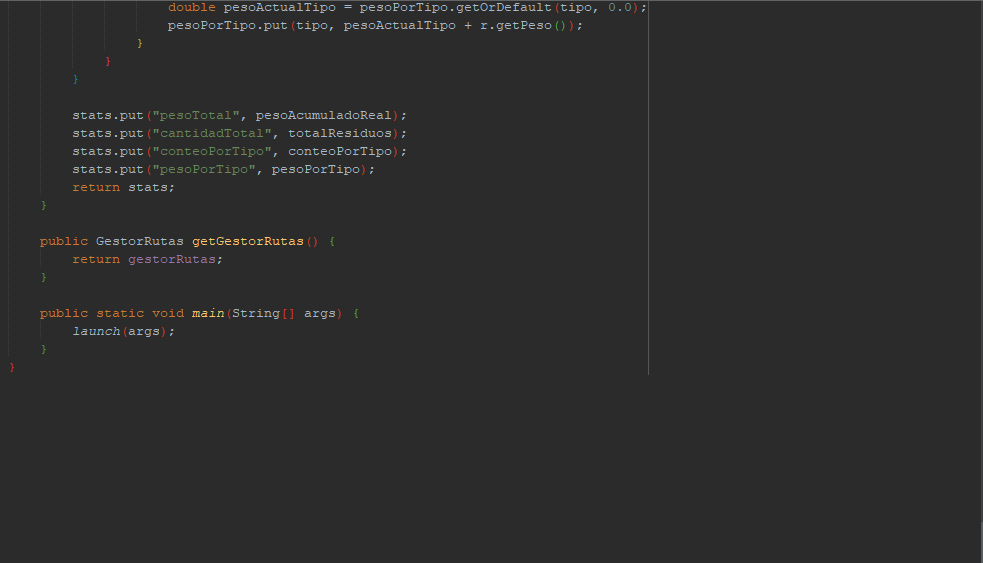 double pesoActualTipo = pesoPorTipo.getOrDefault(tipo, 0.0);
pesoPorTipo.put(tipo, pesoActualTipo + r.getPeso());
}
}
}
stats.put("pesoTotal", pesoAcumuladoReal);
stats.put("cantidadTotal", totalResiduos);
stats.put("conteoPorTipo", conteoPorTipo);
stats.put("pesoPorTipo", pesoPorTipo);
return stats;
}
public GestorRutas getGestorRutas() {
return gestorRutas;
}
public static void main(String[] args) {
launch(args);
}
}